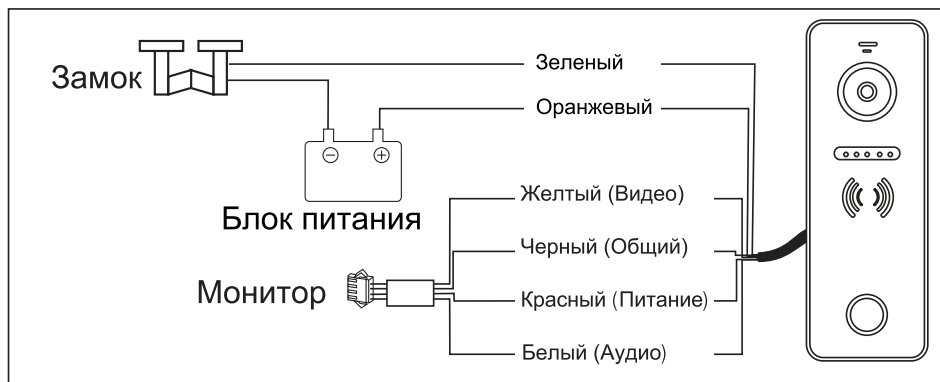 Зеленый
Замок
Оранжевый
Блок питания
Желтый (Видео)
Черный (Общий)
Монитор
Красный (Питание)
Белый (Аудио)